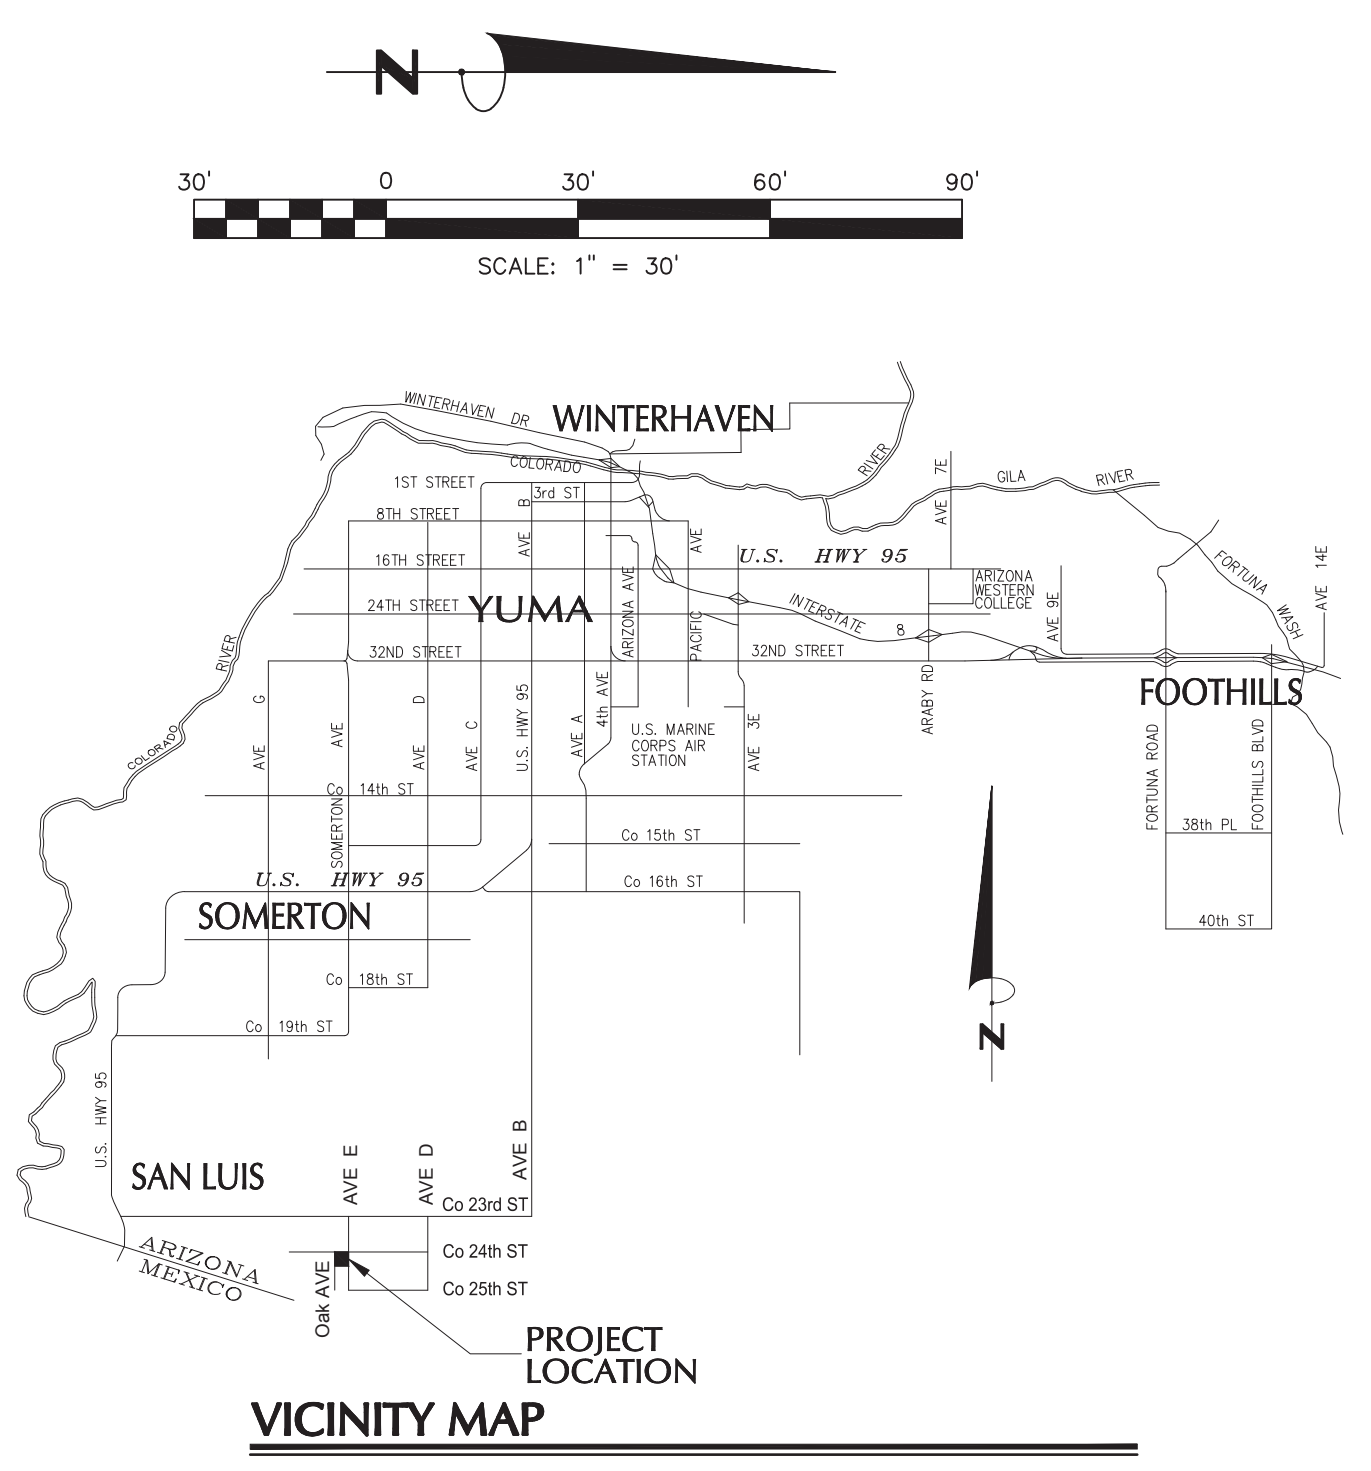 N
30' 0 30' 60' 90'
SCALE: 1" = 30'
WINTERHAVEN DR
WINTERHAVEN
COLORADO
RIVER
GILA RIVER
1ST STREET
3rd ST
8TH STREET
AVE B
AVE
AVE 7E
U.S. HWY 95
16TH STREET
ARIZONA
WESTERN
COLLEGE
FORTUNA WASH
AVE 14E
24TH STREET
YUMA
ARIZONA AVE
PACIFIC
INTERSTATE 8
AVE 9E
RIVER
32ND STREET
32ND STREET
FOOTHILLS
COLORADO
AVE G
AVE
AVE D
AVE C
U.S. HWY 95
AVE A
4th AVE
U.S. MARINE
CORPS AIR
STATION
AVE 3E
ARABY RD
FORTUNA ROAD
FOOTHILLS BLVD
Co 14th ST
SOMERTON
Co 15th ST
38th PL
U.S. HWY 95
Co 16th ST
SOMERTON
40th ST
Co 18th ST
Co 19th ST
N
U.S. HWY 95
SAN LUIS
AVE E
AVE D
AVE B
Co 23rd ST
ARIZONA
MEXICO
Co 24th ST
Oak AVE
Co 25th ST
PROJECT
LOCATION
VICINITY MAP